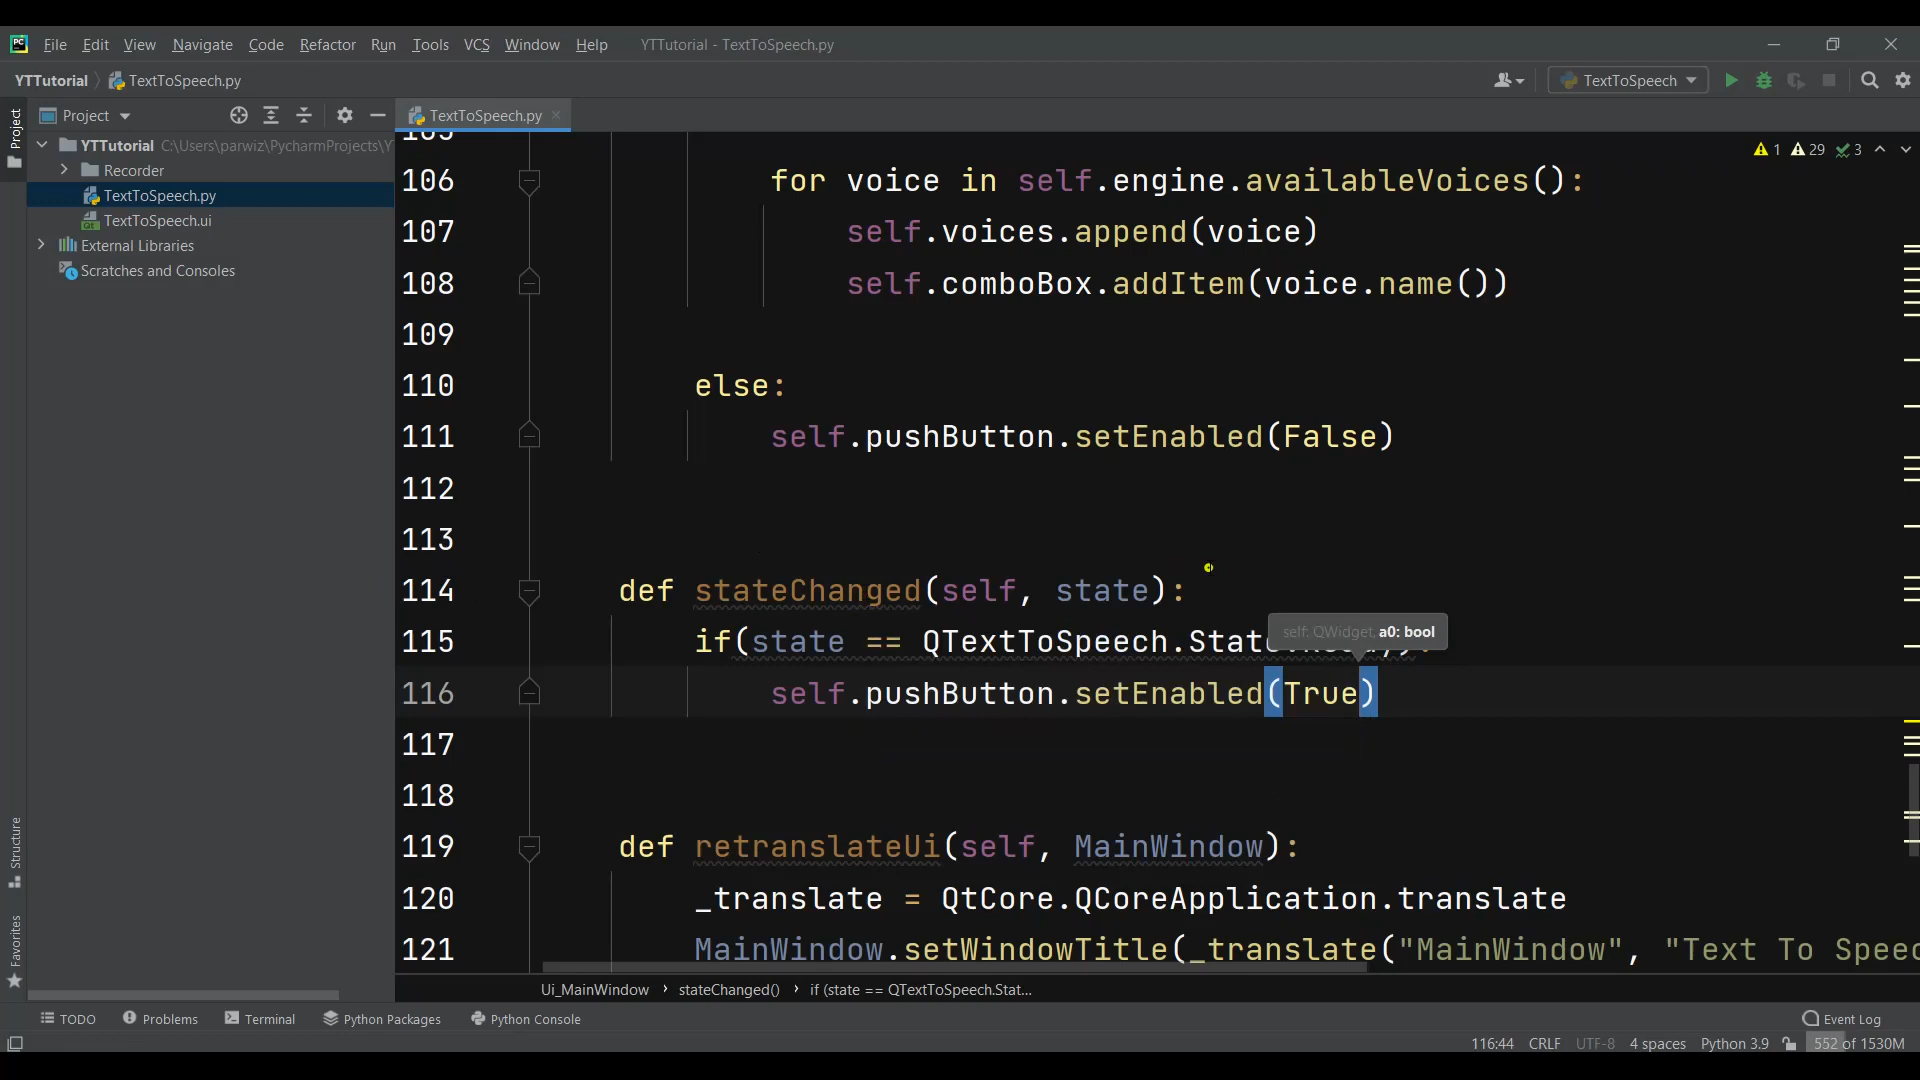 PC File Edit View Navigate Code Refactor Run Tools VCS Window Help YTTutorial - TextToSpeech.py
YTTutorial TextToSpeech.py TextToSpeech
Project
Project
TextToSpeech.py
YTTutorial C:\Users\parwiz\PycharmProjects\Y
Recorder
TextToSpeech.py
TextToSpeech.ui
External Libraries
Scratches and Consoles
1 29 3
105
106 for voice in self.engine.availableVoices():
107 self.voices.append(voice)
108 self.comboBox.addItem(voice.name())
109
110 else:
111 self.pushButton.setEnabled(False)
112
113
114 def stateChanged(self, state):
self: QWidget, a0: bool
115 if(state == QTextToSpeech.State
116 self.pushButton.setEnabled(True)
117
118
119 def retranslateUi(self, MainWindow):
120 _translate = QtCore.QCoreApplication.translate
121 MainWindow.setWindowTitle(_translate("MainWindow", "Text To Speec
Structure
Favorites
Ui_MainWindow stateChanged() if (state == QTextToSpeech.Stat...
TODO Problems Terminal Python Packages Python Console Event Log
116:44 CRLF UTF-8 4 spaces Python 3.9 552 of 1530M